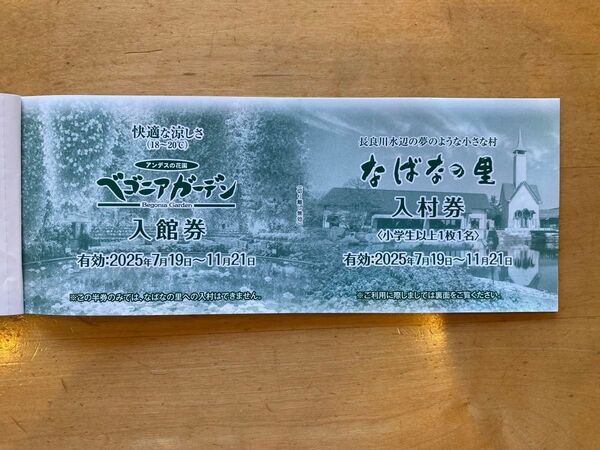 快適な涼しさ
(18〜20℃)
アンデスの花園
ベゴニアガーデン
Begonia Garden
入館券
有効:2025年7月19日〜11月21日
※この半券のみでは、なばなの里への入村はできません。
長良川水辺の夢のような小さな村
なばなの里
入村券
〈小学生以上1枚1名〉
有効:2025年7月19日〜11月21日
※ご利用に際しましては裏面をご覧ください。